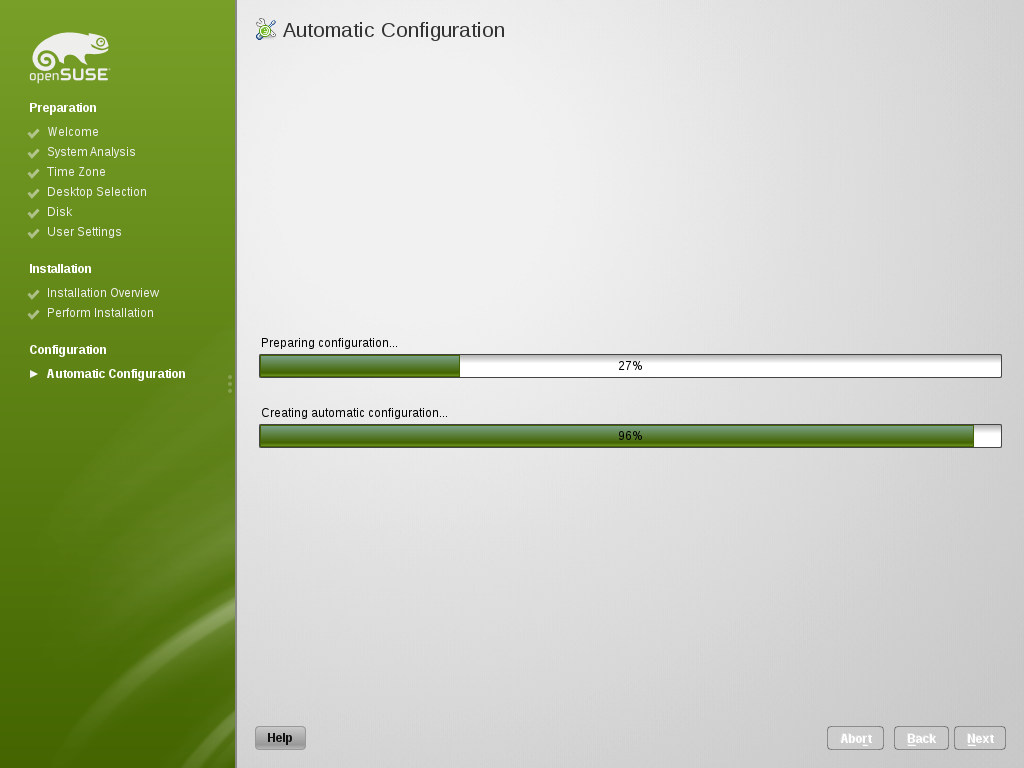 openSUSE
Preparation
Welcome
System Analysis
Time Zone
Desktop Selection
Disk
User Settings
Installation
Installation Overview
Perform Installation
Configuration
Automatic Configuration
Automatic Configuration
Preparing configuration...
27%
Creating automatic configuration...
96%
Help
Abort
Back
Next